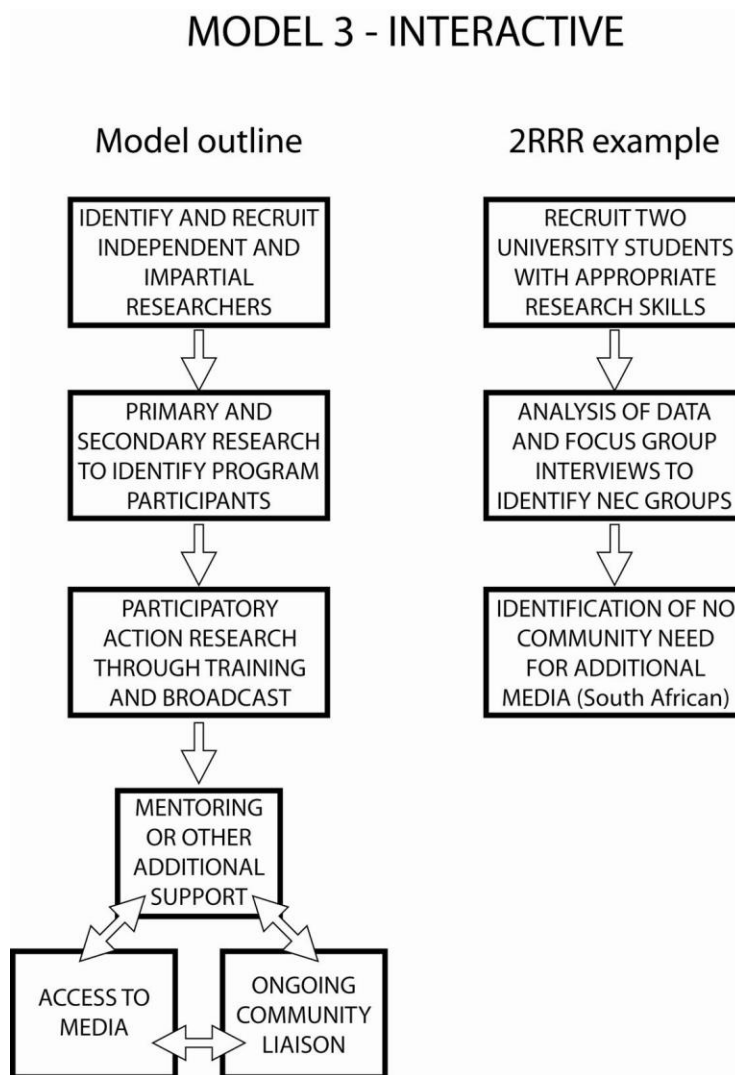 MODEL 3 - INTERACTIVE
Model outline
IDENTIFY AND RECRUIT
INDEPENDENT AND
IMPARTIAL
RESEARCHERS
PRIMARY AND
SECONDARY RESEARCH
TO IDENTIFY PROGRAM
PARTICIPANTS
PARTICIPATORY
ACTION RESEARCH
THROUGH TRAINING
AND BROADCAST
MENTORING
OR OTHER
ADDITIONAL
SUPPORT
ACCESS TO
MEDIA
ONGOING
COMMUNITY
LIAISON
2RRR example
RECRUIT TWO
UNIVERSITY STUDENTS
WITH APPROPRIATE
RESEARCH SKILLS
ANALYSIS OF DATA
AND FOCUS GROUP
INTERVIEWS TO
IDENTIFY NEC GROUPS
IDENTIFICATION OF NO
COMMUNITY NEED
FOR ADDITIONAL
MEDIA (South African)